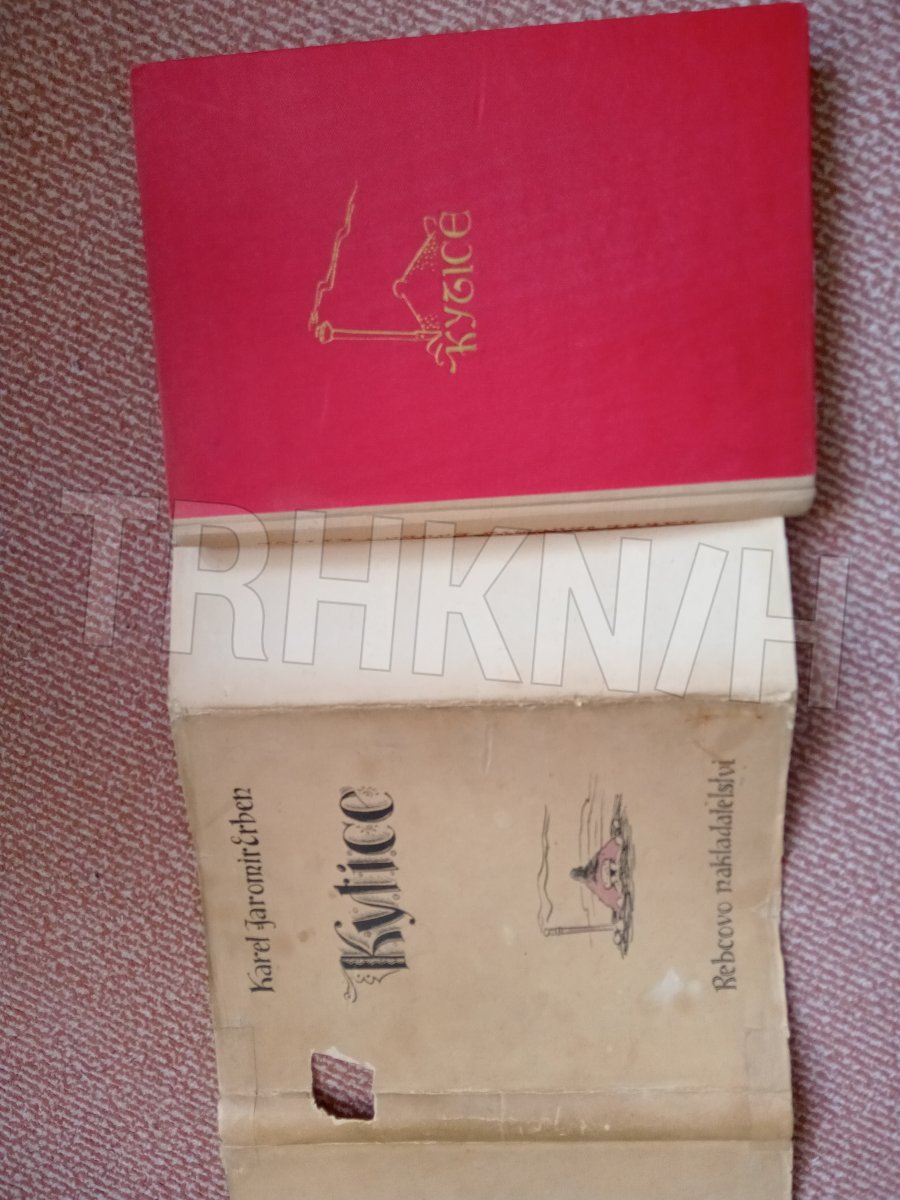 KYTICE
TRHKNIH
Karel Jaromír Erben
Kytice
Rebcovo nakladatelství